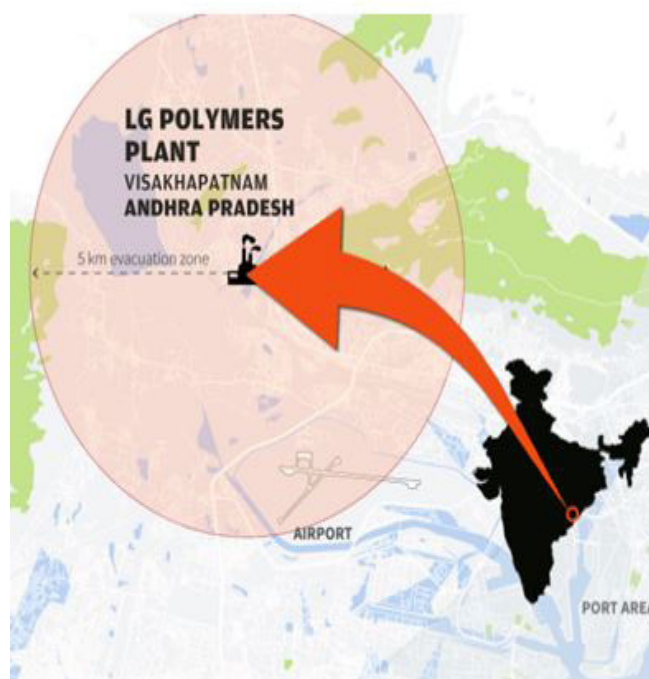 LG POLYMERS
PLANT
VISAKHAPATNAM
ANDHRA PRADESH
5 km evacuation zone
AIRPORT
PORT AREA